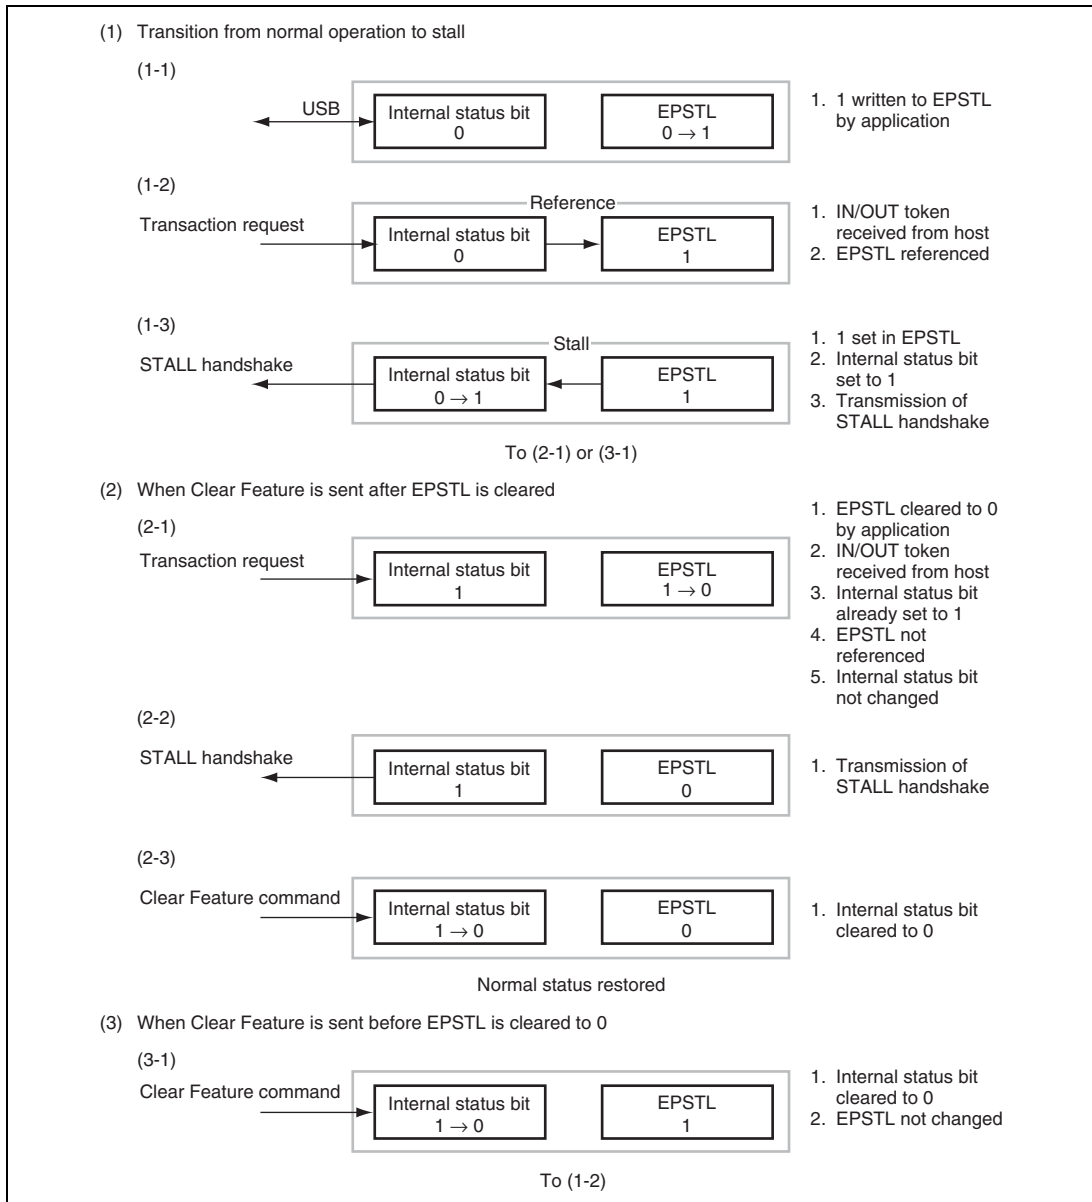 (1) Transition from normal operation to stall
(1-1)
USB
Internal status bit
0
EPSTL
0 → 1
1. 1 written to EPSTL
by application
(1-2)
Transaction request
Reference
Internal status bit
0
EPSTL
1
1. IN/OUT token
received from host
2. EPSTL referenced
(1-3)
STALL handshake
Stall
Internal status bit
0 → 1
EPSTL
1
1. 1 set in EPSTL
2. Internal status bit
set to 1
3. Transmission of
STALL handshake
To (2-1) or (3-1)
(2) When Clear Feature is sent after EPSTL is cleared
(2-1)
Transaction request
Internal status bit
1
EPSTL
1 → 0
1. EPSTL cleared to 0
by application
2. IN/OUT token
received from host
3. Internal status bit
already set to 1
4. EPSTL not
referenced
5. Internal status bit
not changed
(2-2)
STALL handshake
Internal status bit
1
EPSTL
0
1. Transmission of
STALL handshake
(2-3)
Clear Feature command
Internal status bit
1 → 0
EPSTL
0
1. Internal status bit
cleared to 0
Normal status restored
(3) When Clear Feature is sent before EPSTL is cleared to 0
(3-1)
Clear Feature command
Internal status bit
1 → 0
EPSTL
1
1. Internal status bit
cleared to 0
2. EPSTL not changed
To (1-2)